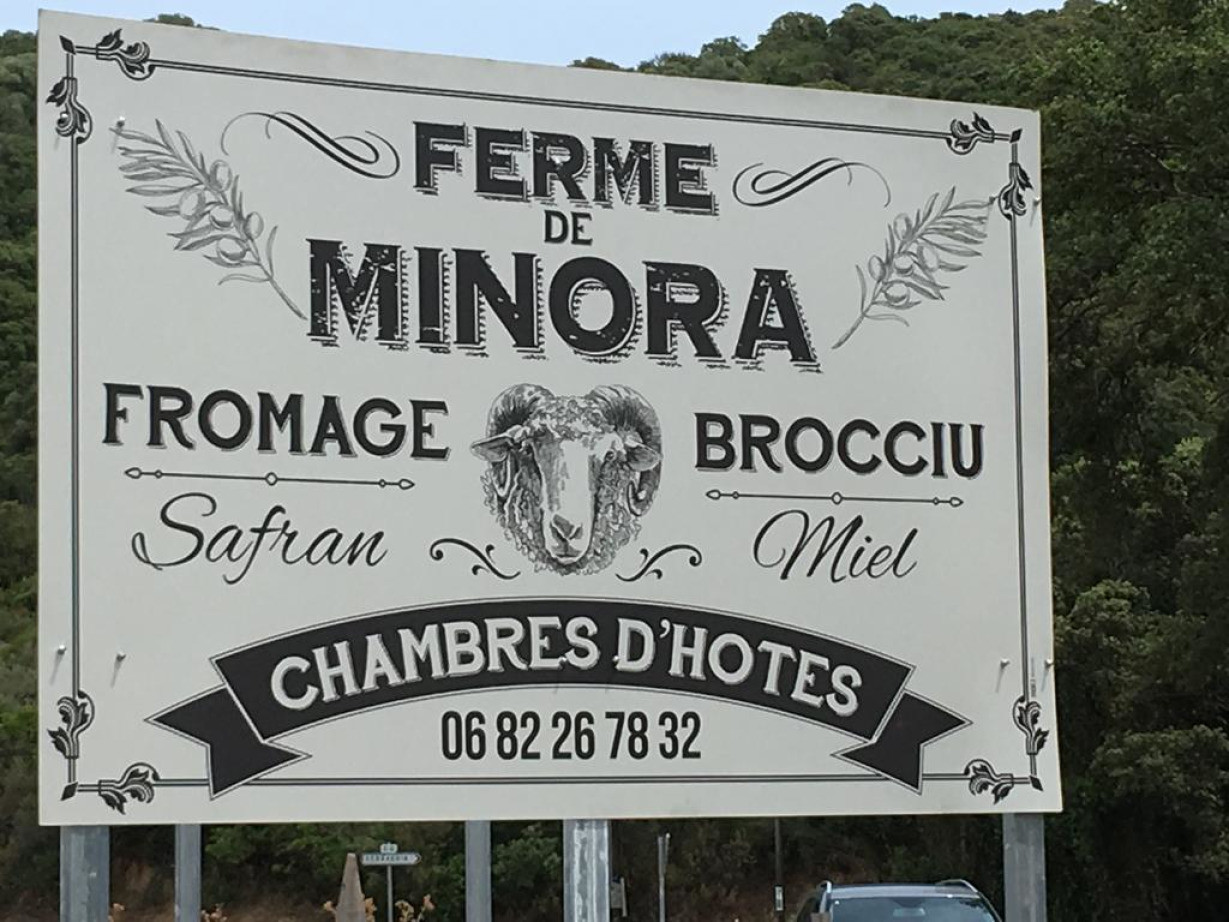 FERME
DE
MINORA
FROMAGE
BROCCIU
Safran
Miel
CHAMBRES D'HOTES
06 82 26 78 32